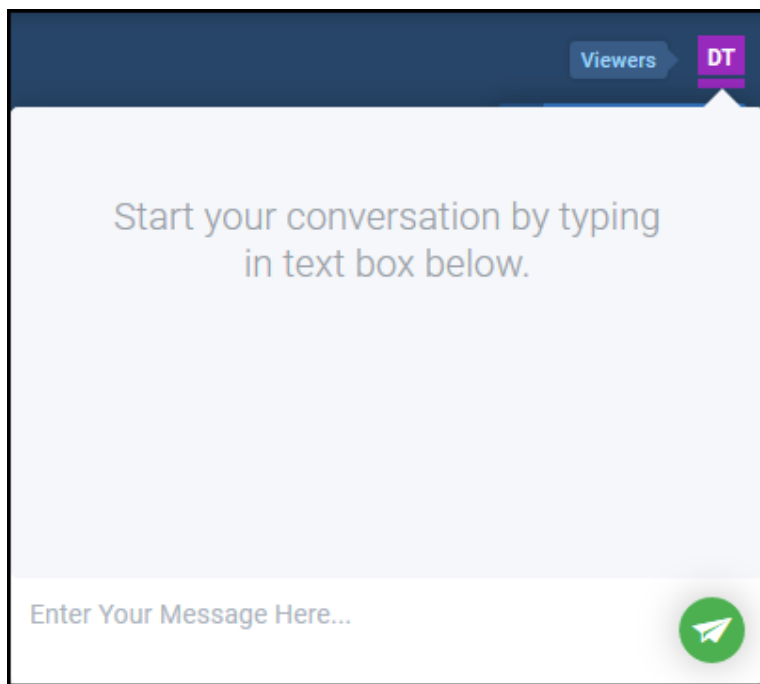 Viewers
DT
Start your conversation by typing
in text box below.
Enter Your Message Here...